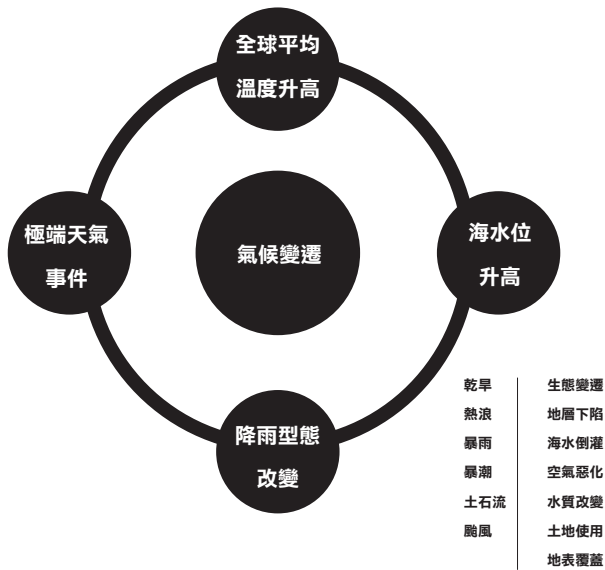 全球平均
溫度升高
極端天氣
事件
氣候變遷
海水位
升高
降雨型態
改變
乾旱
熱浪
暴雨
暴潮
土石流
颱風
生態變遷
地層下陷
海水倒灌
空氣惡化
水質改變
土地使用
地表覆蓋